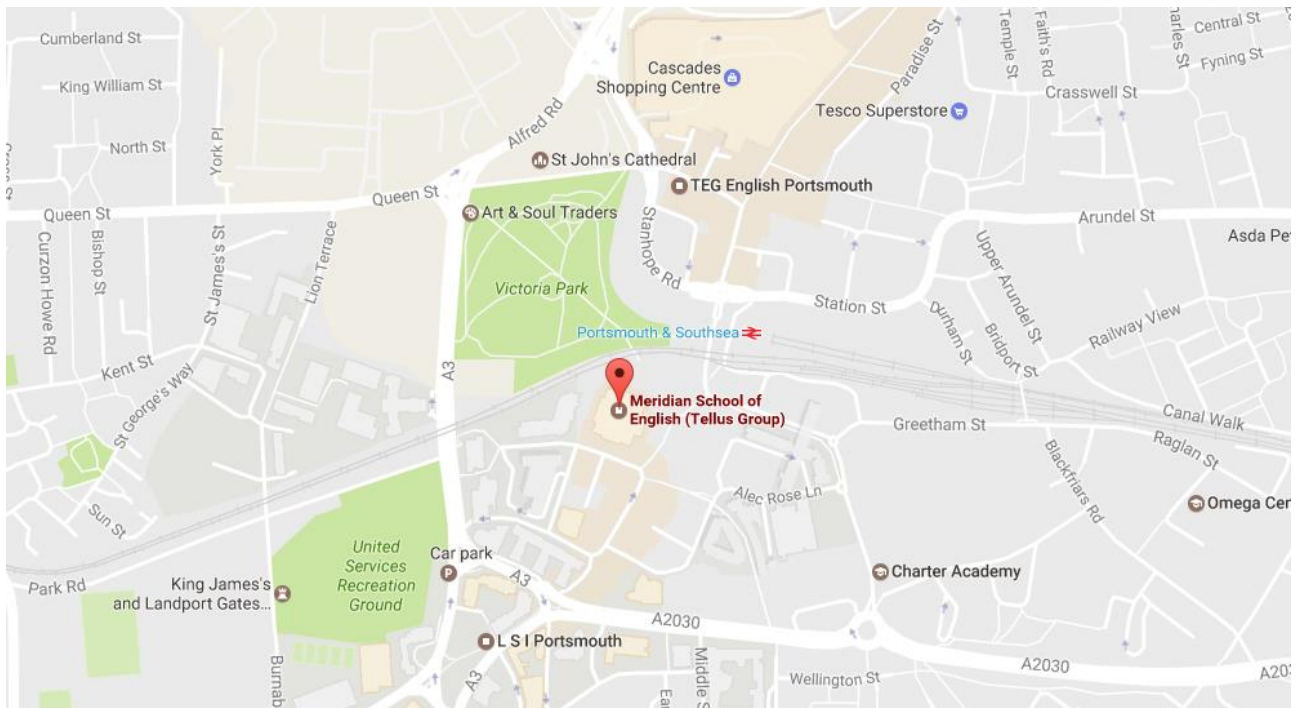 Cumberland St
King William St
North St
York Pl
Queen St
Queen St
Alfred Rd
St John's Cathedral
Art & Soul Traders
Cascades
Shopping Centre
TEG English Portsmouth
Paradise St
Tesco Superstore
Temple St
Faith's Rd
Central St
Fyning St
Crasswell St
Arundel St
Asda Pe
Upper Arundel St
Curzon Howe Rd
Bishop St
St James's St
Lion Terrace
Victoria Park
Stanhope Rd
Station St
Durham St
Bridport St
Railway View
Portsmouth & Southsea
Kent St
St George's Way
A3
Meridian School of
English (Tellus Group)
Greetham St
Canal Walk
Raglan St
Blackfriars Rd
Alec Rose Ln
Omega Cen
Sun St
Park Rd
United
Services
Recreation
Ground
Car park
P
King James's
and Landport Gates...
A3
Charter Academy
A2030
L S I Portsmouth
A3
Burnab
Middle S
Ear
Wellington St
A2030